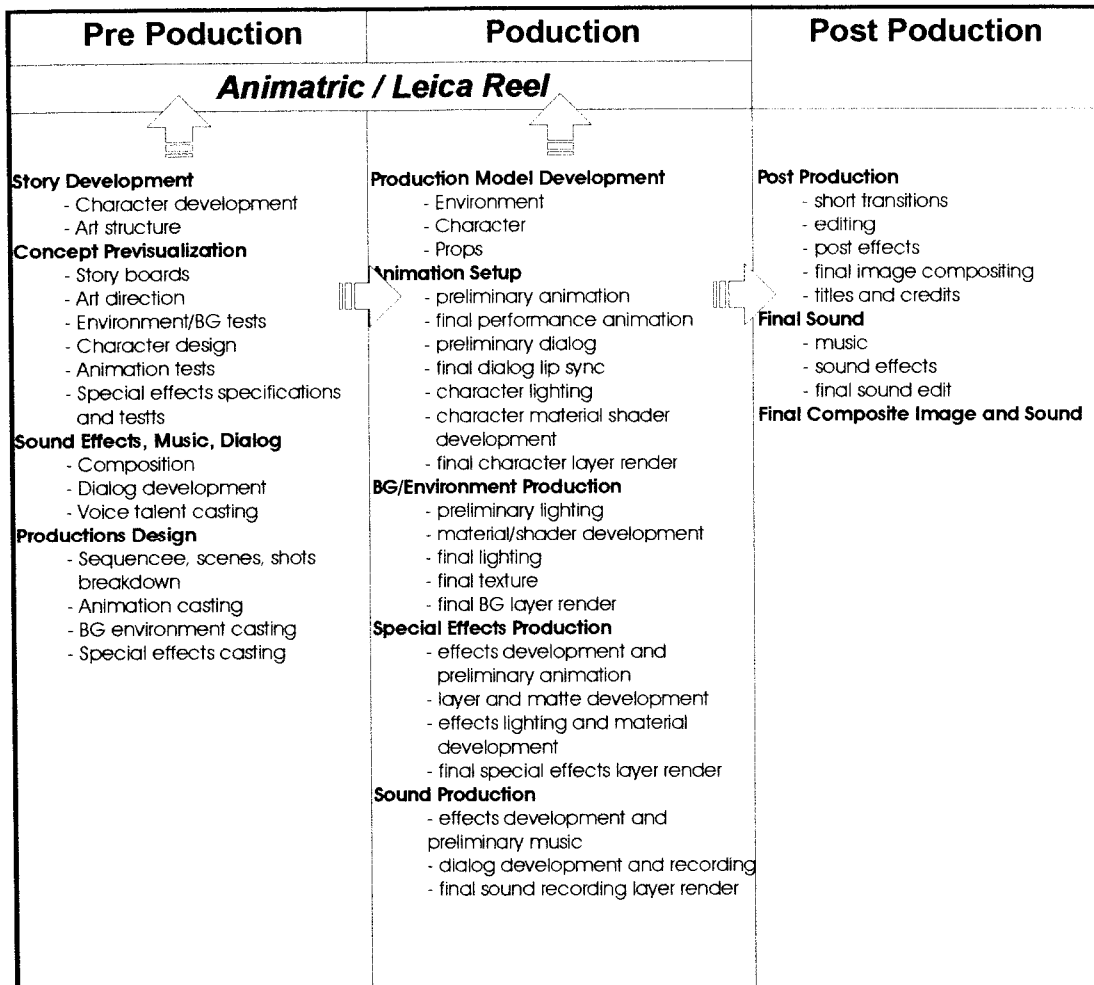 Pre Poduction
Poduction
Post Poduction
Animatric / Leica Reel
Story Development
- Character development
- Art structure
Concept Previsualization
- Story boards
- Art direction
- Environment/BG tests
- Character design
- Animation tests
- Special effects specifications
and testts
Sound Effects, Music, Dialog
- Composition
- Dialog development
- Voice talent casting
Productions Design
- Sequencee, scenes, shots
breakdown
- Animation casting
- BG environment casting
- Special effects casting
Production Model Development
- Environment
- Character
- Props
Animation Setup
- preliminary animation
- final performance animation
- preliminary dialog
- final dialog lip sync
- character lighting
- character material shader
development
- final character layer render
BG/Environment Production
- preliminary lighting
- material/shader development
- final lighting
- final texture
- final BG layer render
Special Effects Production
- effects development and
preliminary animation
- layer and matte development
- effects lighting and material
development
- final special effects layer render
Sound Production
- effects development and
preliminary music
- dialog development and recording
- final sound recording layer render
Post Production
- short transitions
- editing
- post effects
- final image compositing
- titles and credits
Final Sound
- music
- sound effects
- final sound edit
Final Composite Image and Sound